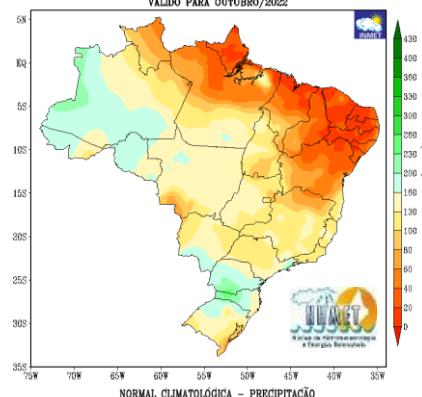 VALIDO PARA OUTUBRO/2022
INMET
5N
EQ
5S
10S
15S
20S
25S
30S
35S
75W
70W
65W
60W
55W
50W
45W
40W
35W
430
400
360
330
300
260
230
200
160
130
100
80
60
40
20
0
NORMAL CLIMATOLÓGICA – PRECIPITAÇÃO